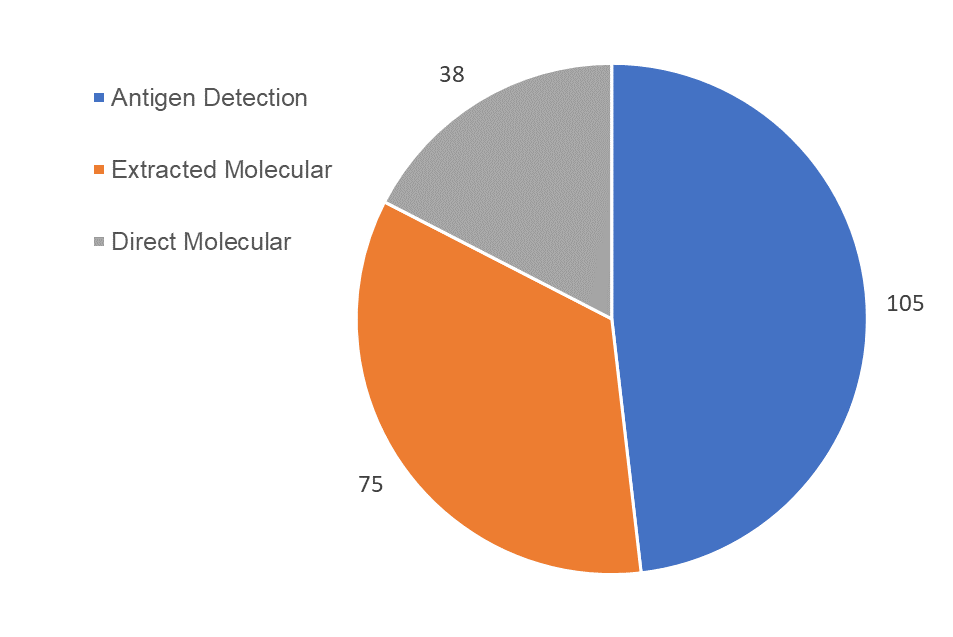 38
Antigen Detection
Extracted Molecular
Direct Molecular
105
75